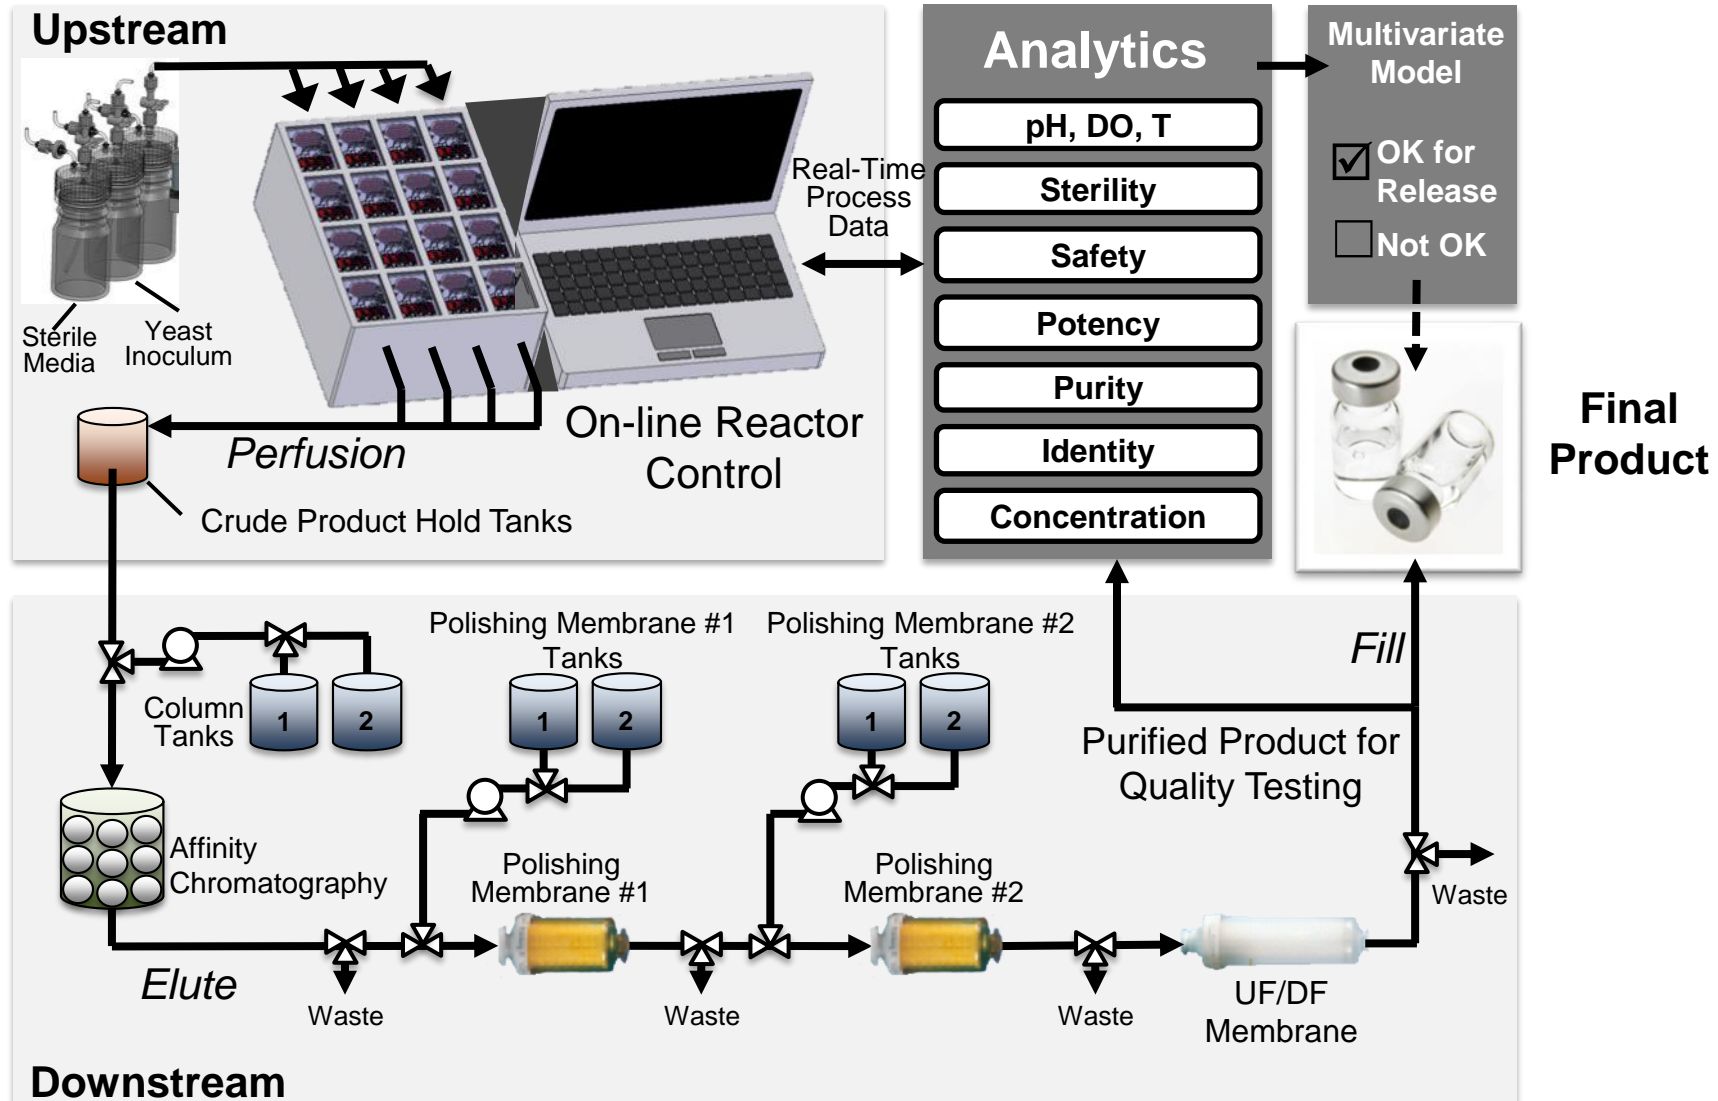 Upstream
Sterile
Media
Yeast
Inoculum
Perfusion
Crude Product Hold Tanks
On-line Reactor
Control
Real-Time
Process
Data
Analytics
pH, DO, T
Sterility
Safety
Potency
Purity
Identity
Concentration
Multivariate
Model
OK for
Release
Not OK
Final
Product
Column
Tanks
1
2
Polishing Membrane #1
Tanks
1
2
Polishing Membrane #2
Tanks
1
2
Fill
Purified Product for
Quality Testing
Affinity
Chromatography
Polishing
Membrane #1
Polishing
Membrane #2
Waste
Elute
Waste
Waste
Waste
UF/DF
Membrane
Downstream